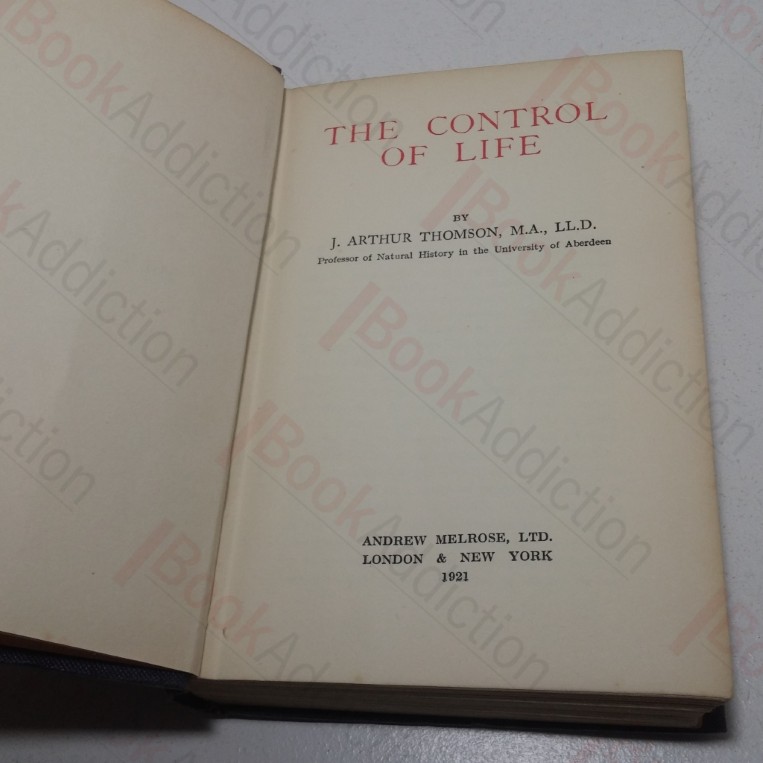 THE CONTROL
OF LIFE
BY
J. ARTHUR THOMSON, M.A., LL.D.
Professor of Natural History in the University of Aberdeen
ANDREW MELROSE, LTD.
LONDON & NEW YORK
1921
BookAddiction